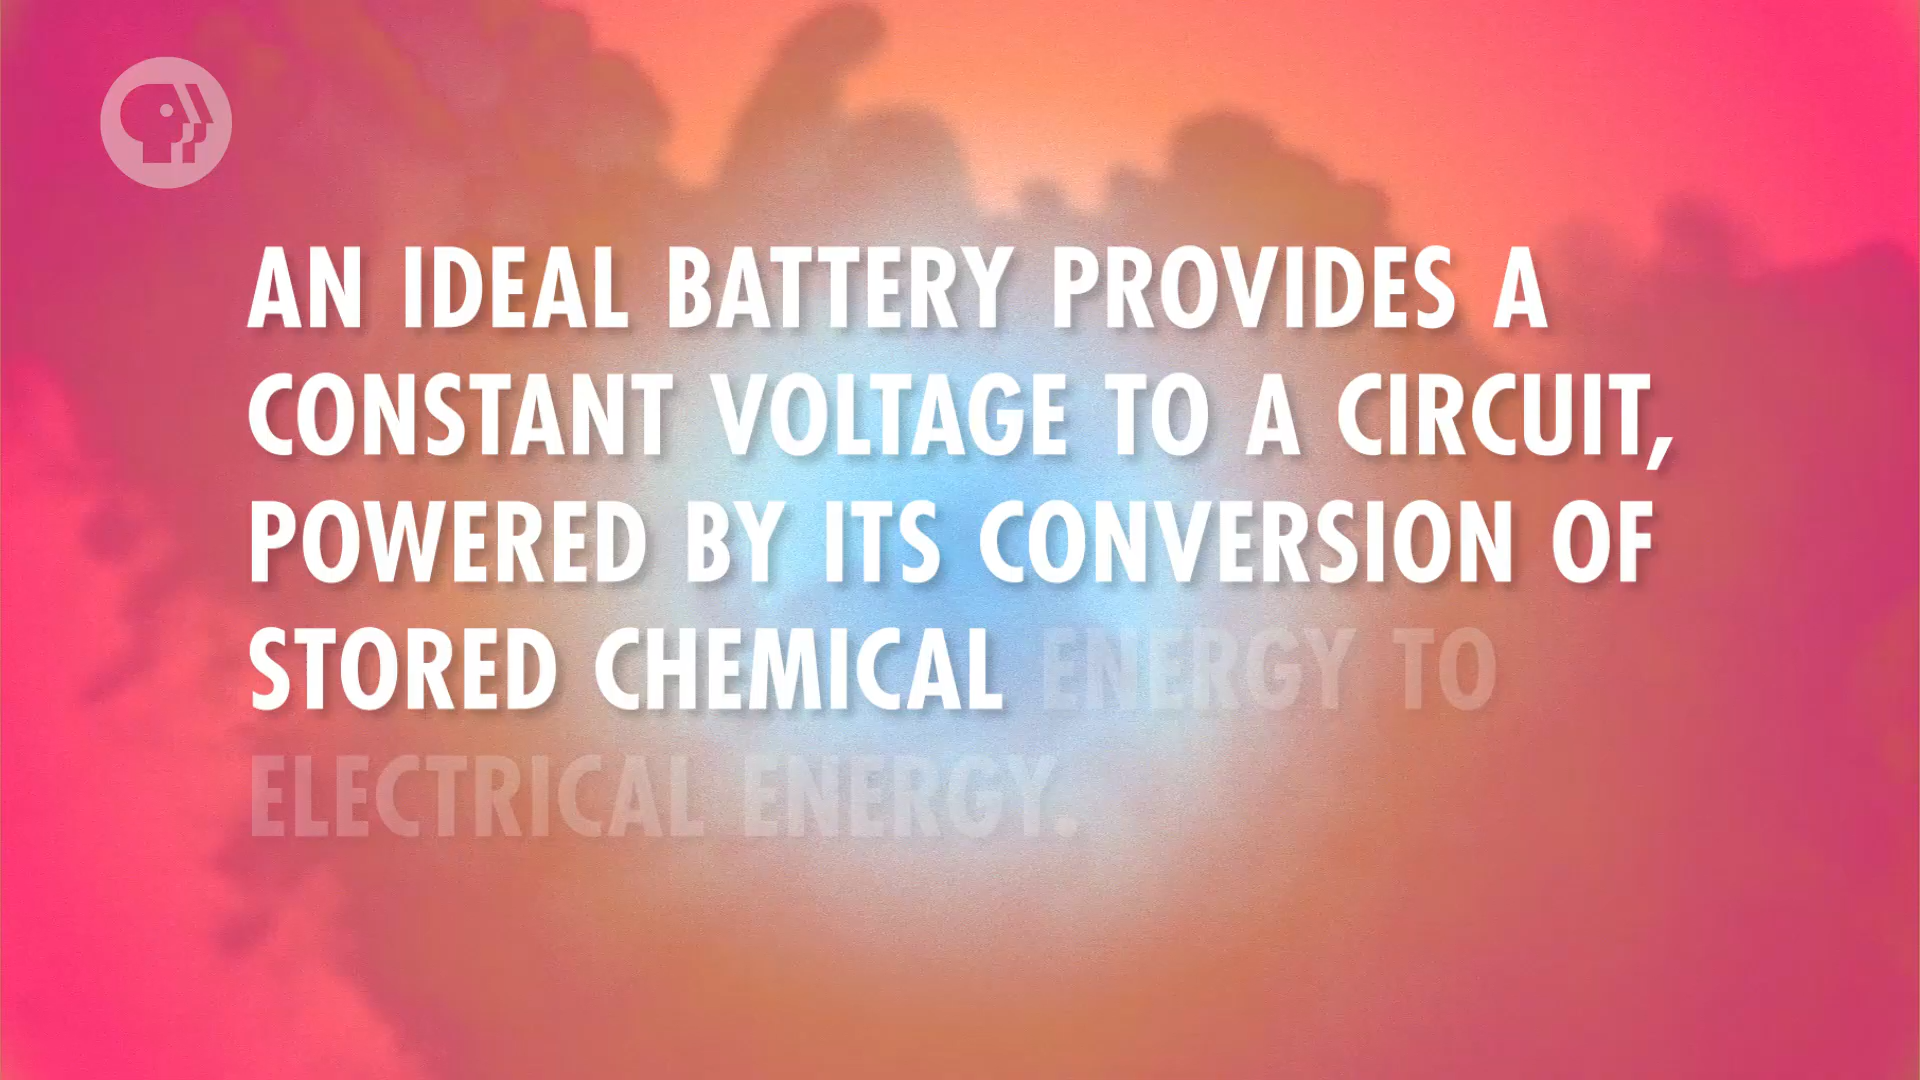 AN IDEAL BATTERY PROVIDES A
CONSTANT VOLTAGE TO A CIRCUIT,
POWERED BY ITS CONVERSION OF
STORED CHEMICAL ENERGY TO
ELECTRICAL ENERGY.